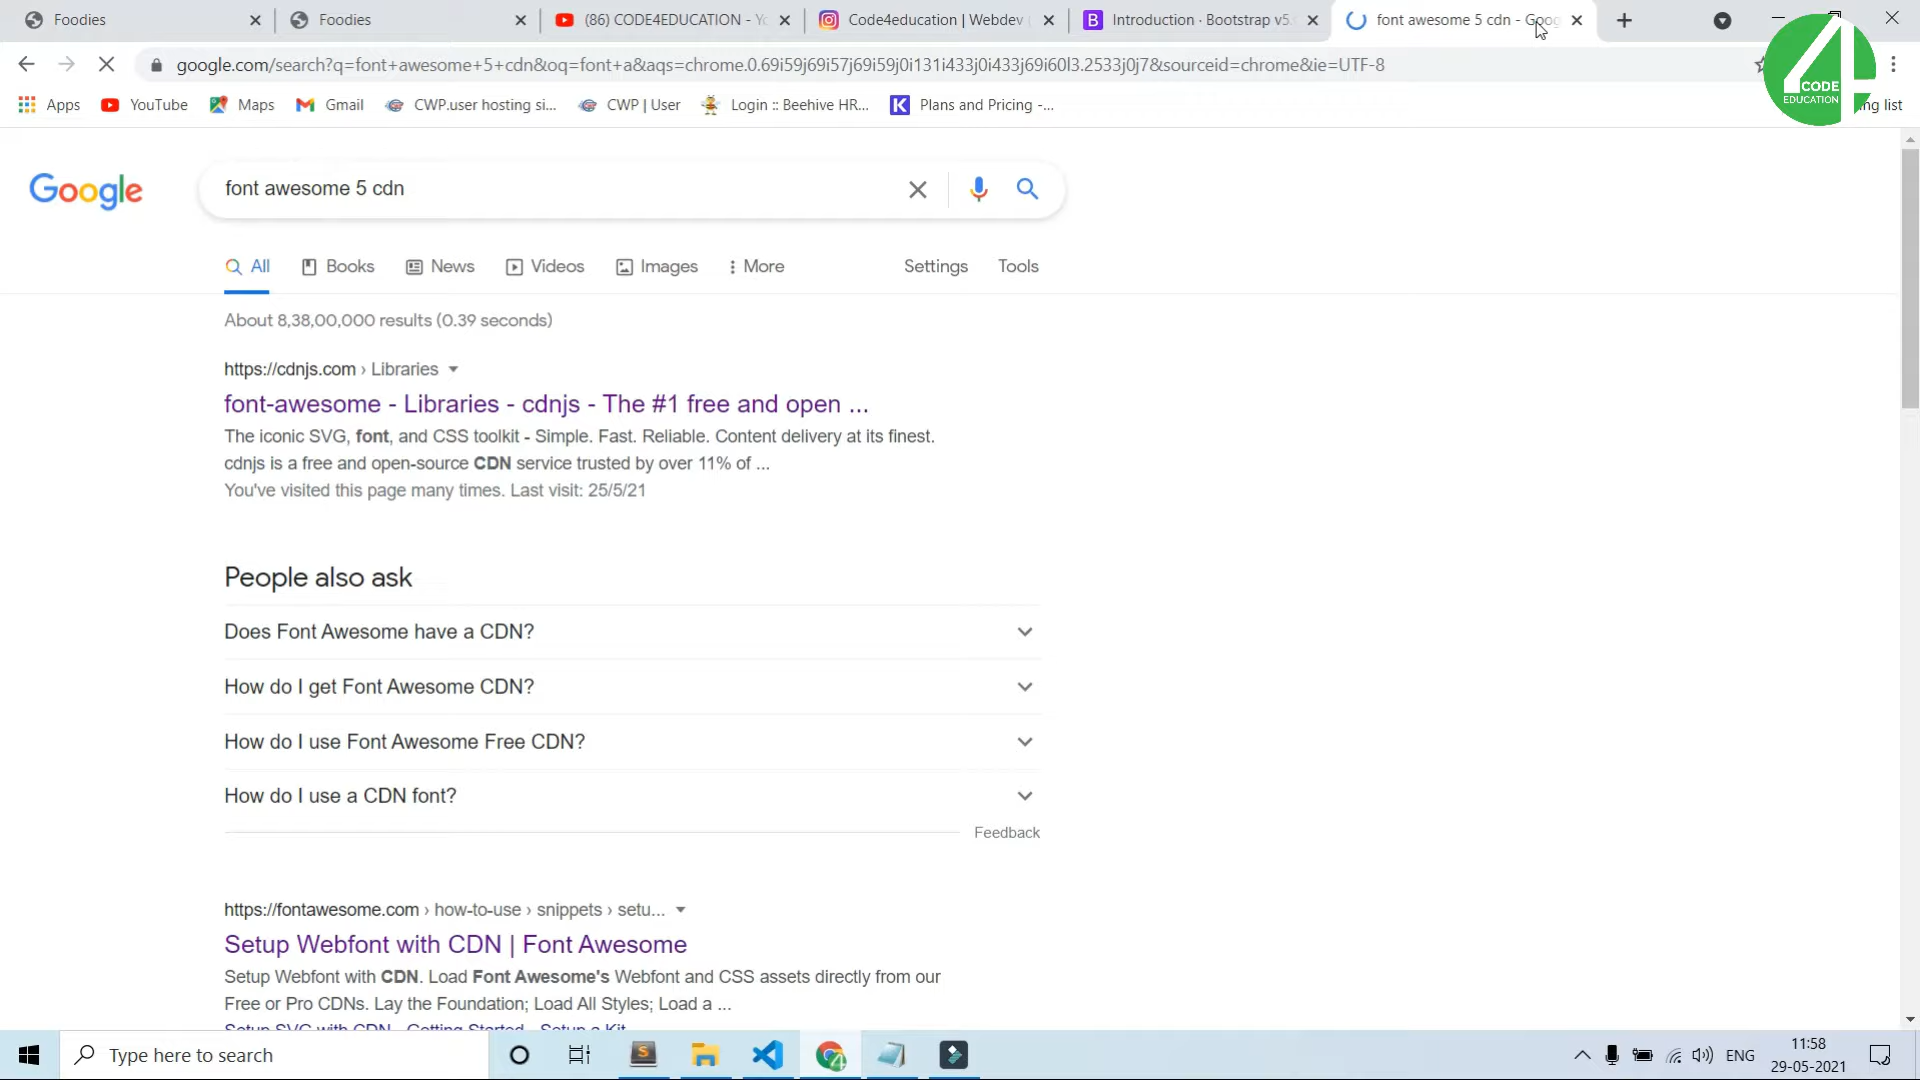 Foodies
Foodies
(86) CODE4EDUCATION - Yo
Code4education | Webdev
Introduction · Bootstrap v5.
font awesome 5 cdn - Goog
google.com/search?q=font+awesome+5+cdn&oq=font+a&aqs=chrome.0.69i59j69i57j69i59j0i131i433j0i433j69i60l3.2533j0j7&sourceid=chrome&ie=UTF-8
4
CODE
EDUCATION
Apps
YouTube
Maps
Gmail
CWP.user hosting si...
CWP | User
Login :: Beehive HR...
Plans and Pricing -...
ng list
Google
font awesome 5 cdn
All
Books
News
Videos
Images
More
Settings
Tools
About 8,38,00,000 results (0.39 seconds)
https://cdnjs.com › Libraries
font-awesome - Libraries - cdnjs - The #1 free and open ...
The iconic SVG, font, and CSS toolkit - Simple. Fast. Reliable. Content delivery at its finest.
cdnjs is a free and open-source CDN service trusted by over 11% of ...
You've visited this page many times. Last visit: 25/5/21
People also ask
Does Font Awesome have a CDN?
How do I get Font Awesome CDN?
How do I use Font Awesome Free CDN?
How do I use a CDN font?
Feedback
https://fontawesome.com › how-to-use › snippets › setu...
Setup Webfont with CDN | Font Awesome
Setup Webfont with CDN. Load Font Awesome's Webfont and CSS assets directly from our
Free or Pro CDNs. Lay the Foundation; Load All Styles; Load a ...
Setup SVG with CDN · Getting Started · Setup a Kit
Type here to search
ENG
11:58
29-05-2021